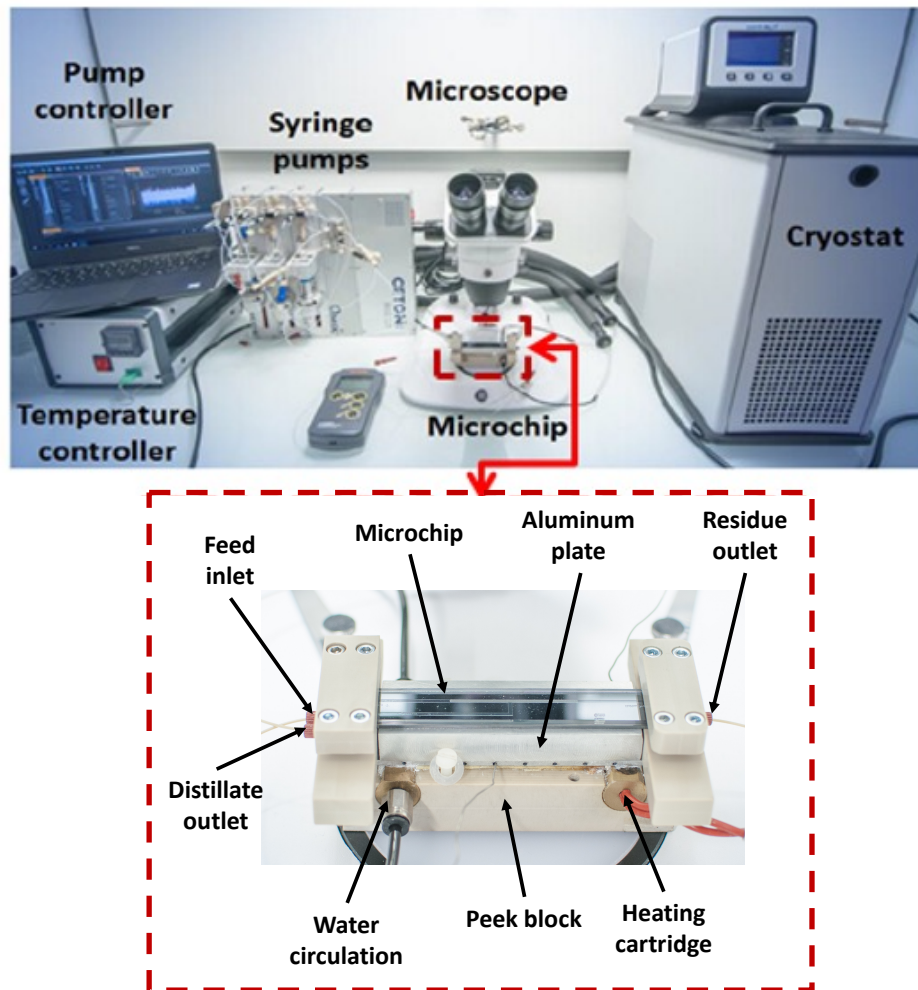 Pump
controller
Syringe
pumps
Microscope
Cryostat
Temperature
controller
Microchip
Feed
inlet
Microchip
Aluminum
plate
Residue
outlet
Distillate
outlet
Water
circulation
Peek block
Heating
cartridge